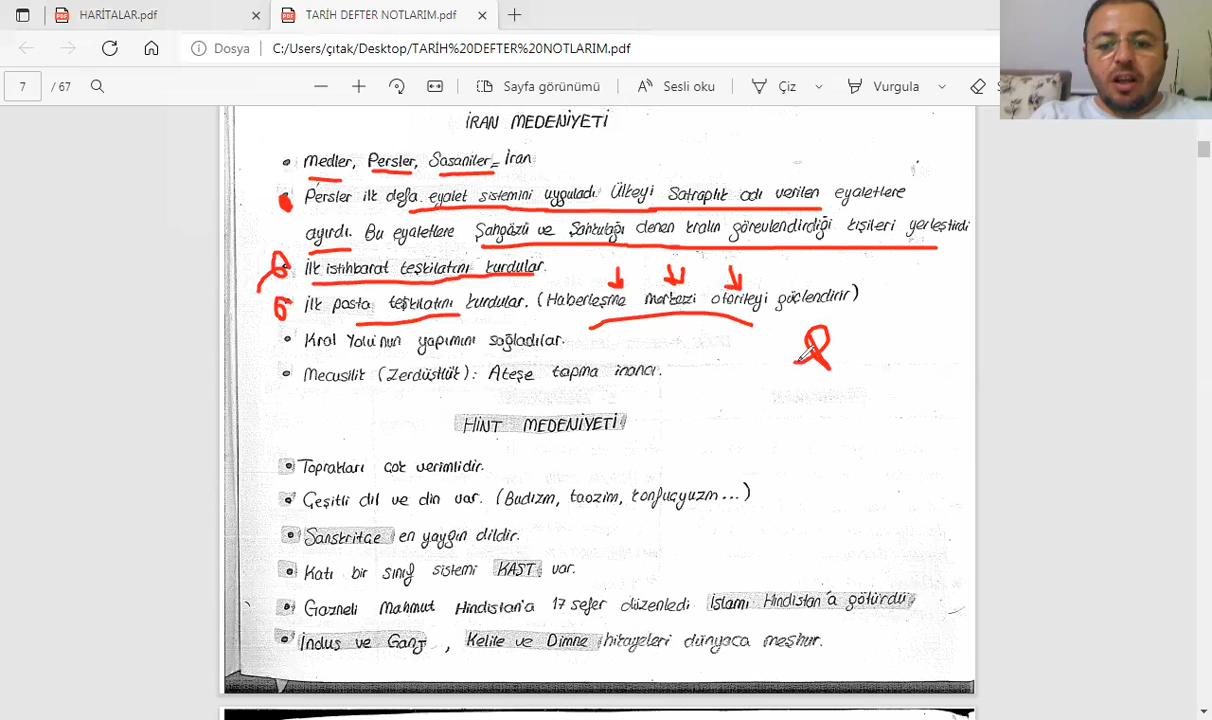 HARİTALAR.pdf
TARİH DEFTER NOTLARIM.pdf
Dosya
C:/Users/çıtak/Desktop/TARİH%20DEFTER%20NOTLARIM.pdf
7 / 67
Sayfa görünümü
Sesli oku
Çiz
Vurgula
İRAN MEDENİYETİ
• Medler, Persler, Sasaniler = İran
Persler ilk defa eyalet sistemini uyguladı. Ülkeyi Satraplık adı verilen eyaletlere
ayırdı. Bu eyaletlere Şahgözü ve Şahkulağı denen kralın görevlendirdiği kişileri yerleştirdi
İlk istihbarat teşkilatını kurdular.
İlk posta teşkilatını kurdular. (Haberleşme merkezi otoriteyi güçlendirir)
• Kral Yolu'nun yapımını sağladılar.
• Mecusilik (Zerdüştlük): Ateşe tapma inancı.
HİNT MEDENİYETİ
• Toprakları çok verimlidir.
• Çeşitli dil ve din var. (Budizm, taoizm, konfüçyuzm...)
• Sanskritçe en yaygın dildir.
• Katı bir sınıf sistemi KAST var.
• Gazneli Mahmut Hindistan'a 17 sefer düzenledi İslamı Hindistan'a götürdü
• İndus ve Ganj, Kelile ve Dimne hikayeleri dünyaca meşhur.